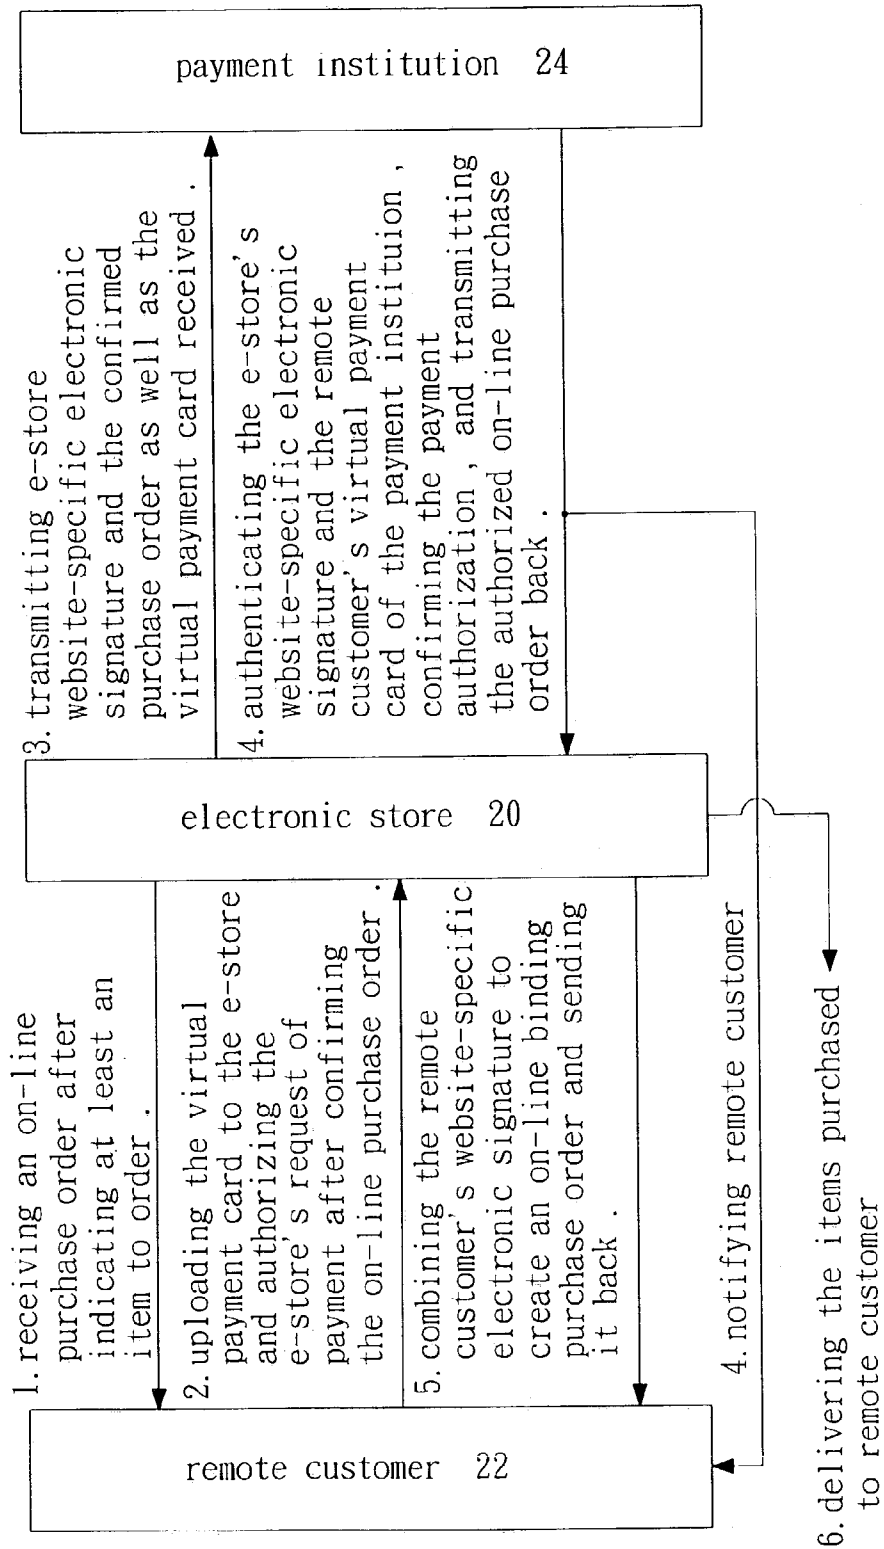 payment institution 24
3. transmitting e-store
website-specific electronic
signature and the confirmed
purchase order as well as the
virtual payment card received .
4. authenticating the e-store's
website-specific electronic
signature and the remote
customer's virtual payment
card of the payment instituion ,
confirming the payment
authorization , and transmitting
the authorized on-line purchase
order back .
electronic store 20
1. receiving an on-line
purchase order after
indicating at least an
item to order .
2. uploading the virtual
payment card to the e-store
and authorizing the
e-store's request of
payment after confirming
the on-line purchase order .
5. combining the remote
customer's website-specific
electronic signature to
create an on-line binding
purchase order and sending
it back .
4. notifying remote customer
remote customer 22
6. delivering the items purchased
to remote customer